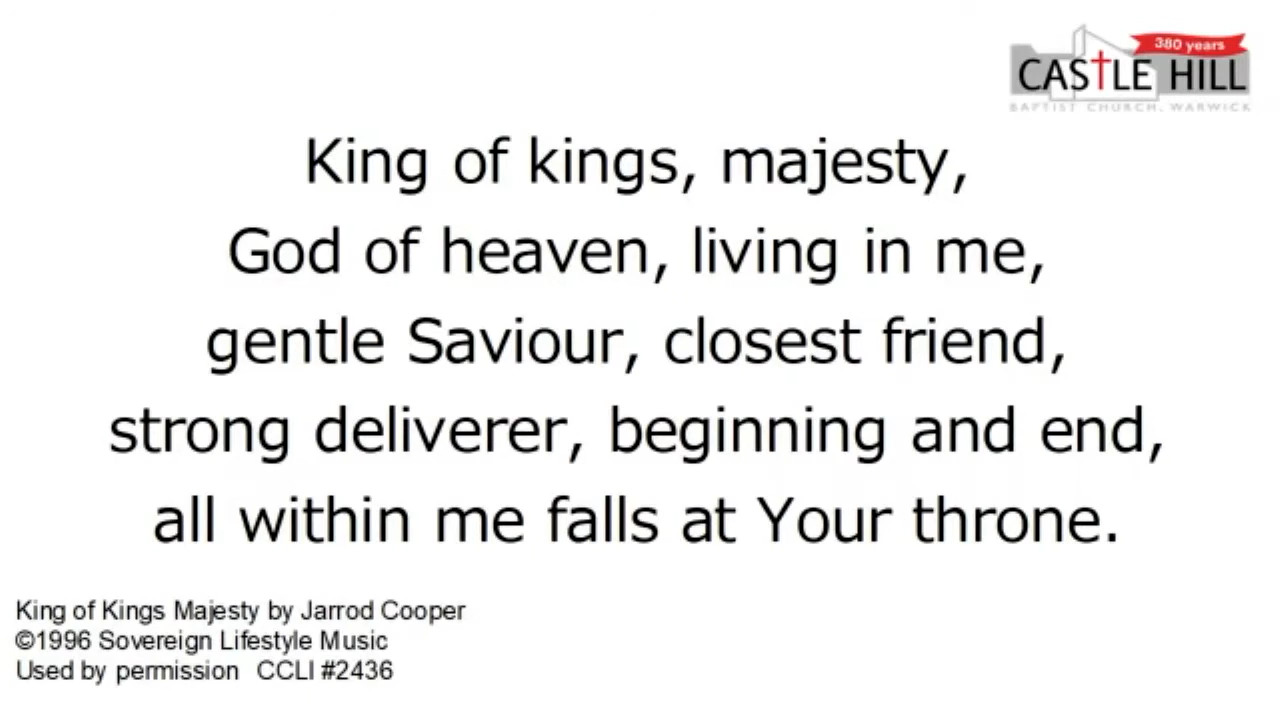 380 years
CASTLE HILL
BAPTIST CHURCH, WARWICK
King of kings, majesty,
God of heaven, living in me,
gentle Saviour, closest friend,
strong deliverer, beginning and end,
all within me falls at Your throne.
King of Kings Majesty by Jarrod Cooper
©1996 Sovereign Lifestyle Music
Used by permission CCLI #2436